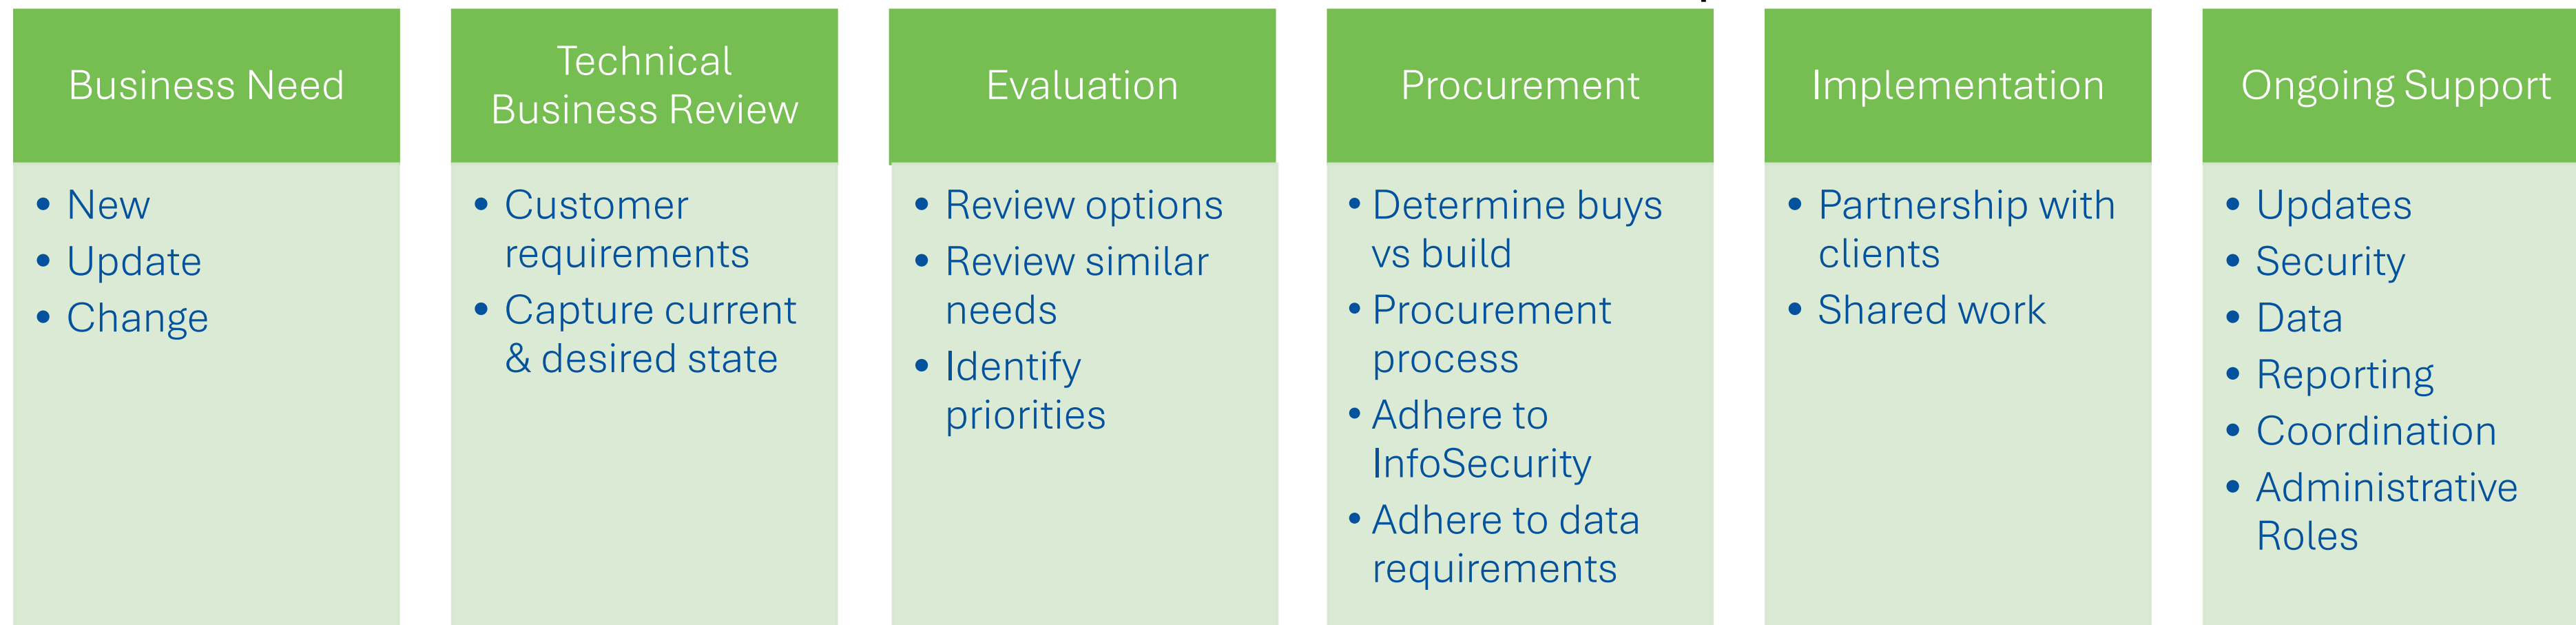 Business Need
• New
• Update
• Change
Technical
Business Review
• Customer
requirements
• Capture current
& desired state
Evaluation
• Review options
• Review similar
needs
• Identify
priorities
Procurement
• Determine buys
vs build
• Procurement
process
• Adhere to
InfoSecurity
• Adhere to data
requirements
Implementation
• Partnership with
clients
• Shared work
Ongoing Support
• Updates
• Security
• Data
• Reporting
• Coordination
• Administrative
Roles